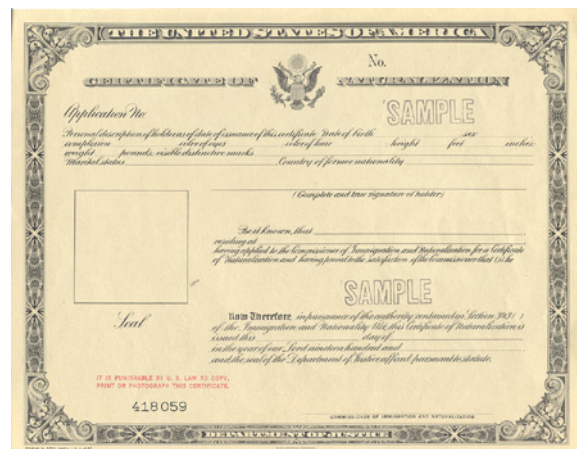 THE UNITED STATES OF AMERICA
No.
CERTIFICATE OF NATURALIZATION
Application No.
SAMPLE
Personal description of holder as of date of issuance of this certificate: Date of birth sex
complexion color of eyes color of hair height feet inches;
weight pounds, visible distinctive marks
Marital status Country of former nationality
(Complete and true signature of holder)
Be it known, that
residing at
having applied to the Commissioner of Immigration and Naturalization for a Certificate
of Naturalization and having proved to the satisfaction of the Commissioner that (s)he
SAMPLE
Now Therefore, in pursuance of the authority contained in Section
of the Immigration and Nationality Act, this Certificate of Naturalization is
issued this day of
in the year of our Lord nineteen hundred and
and the seal of the Department of Justice affixed pursuant to statute.
Seal
IT IS PUNISHABLE BY U. S. LAW TO COPY,
PRINT OR PHOTOGRAPH THIS CERTIFICATE.
418059
COMMISSIONER OF IMMIGRATION AND NATURALIZATION
DEPARTMENT OF JUSTICE